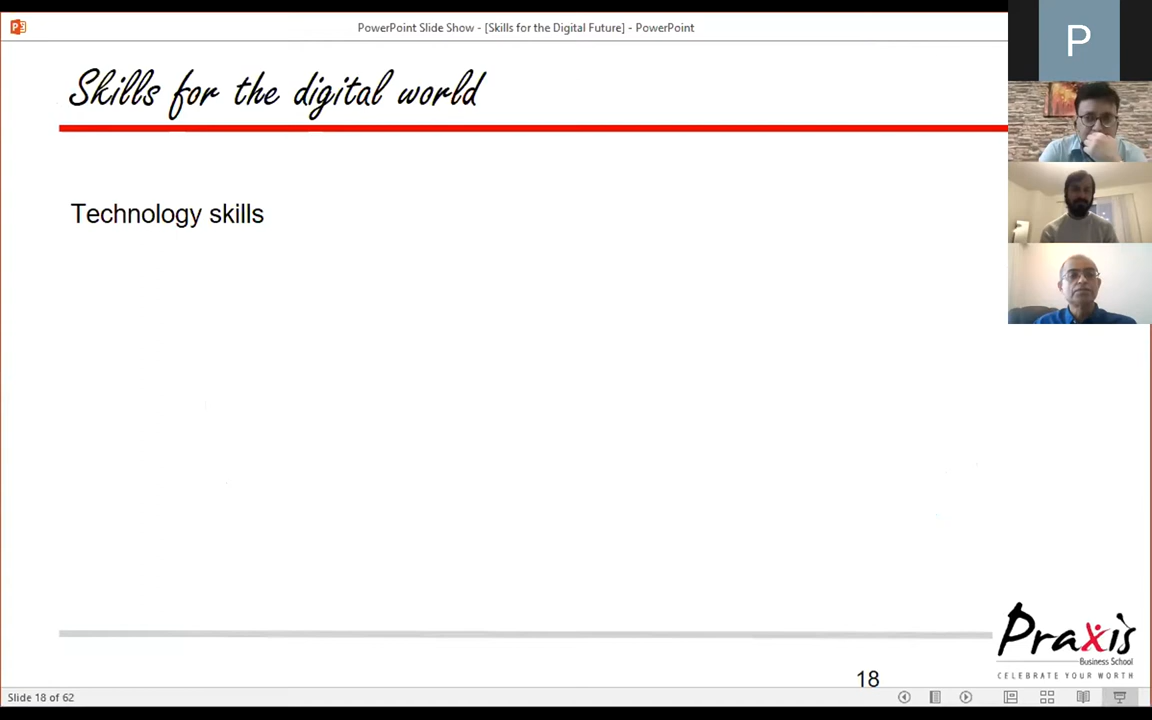 PowerPoint Slide Show - [Skills for the Digital Future] - PowerPoint
P
Skills for the digital world
Technology skills
Praxis
Business School
CELEBRATE YOUR WORTH
18
Slide 18 of 62